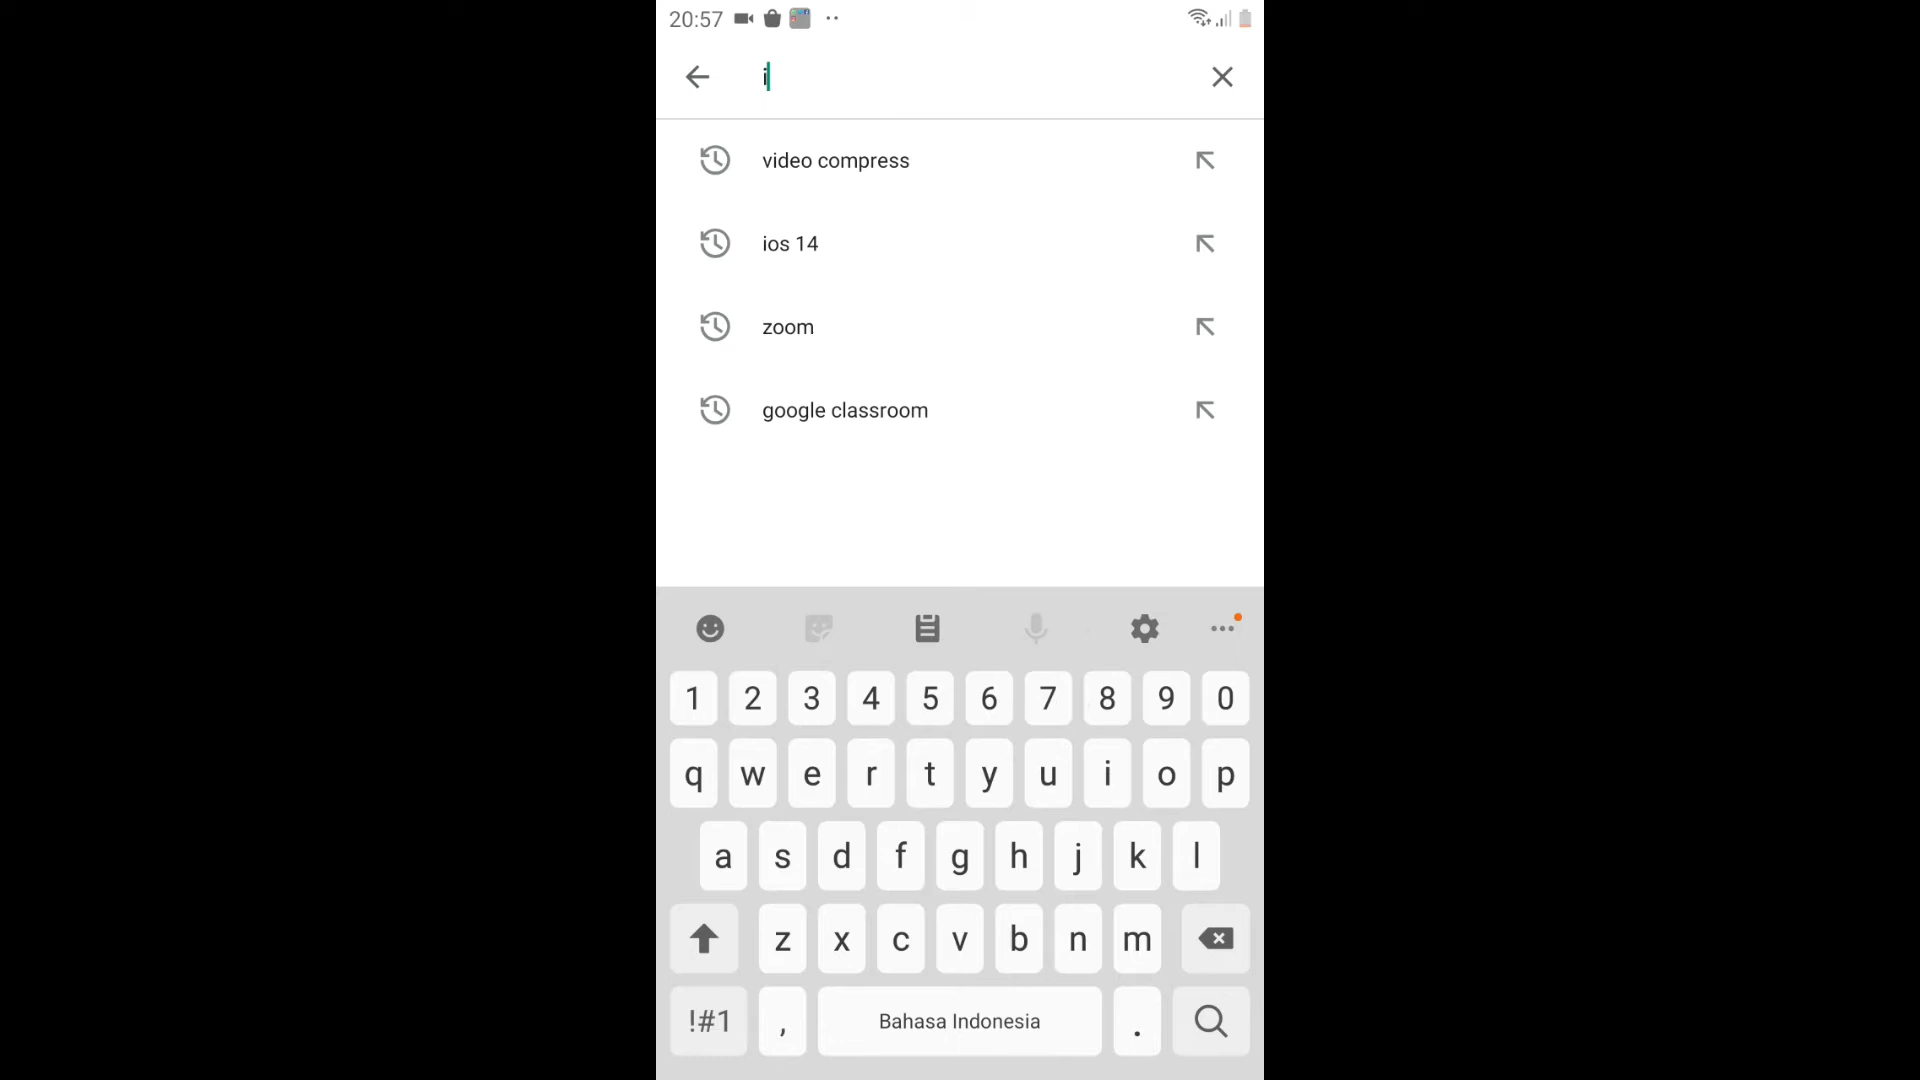 20:57
i
video compress
ios 14
zoom
google classroom
1 2 3 4 5 6 7 8 9 0
q w e r t y u i o p
a s d f g h j k l
z x c v b n m
!#1 , Bahasa Indonesia .